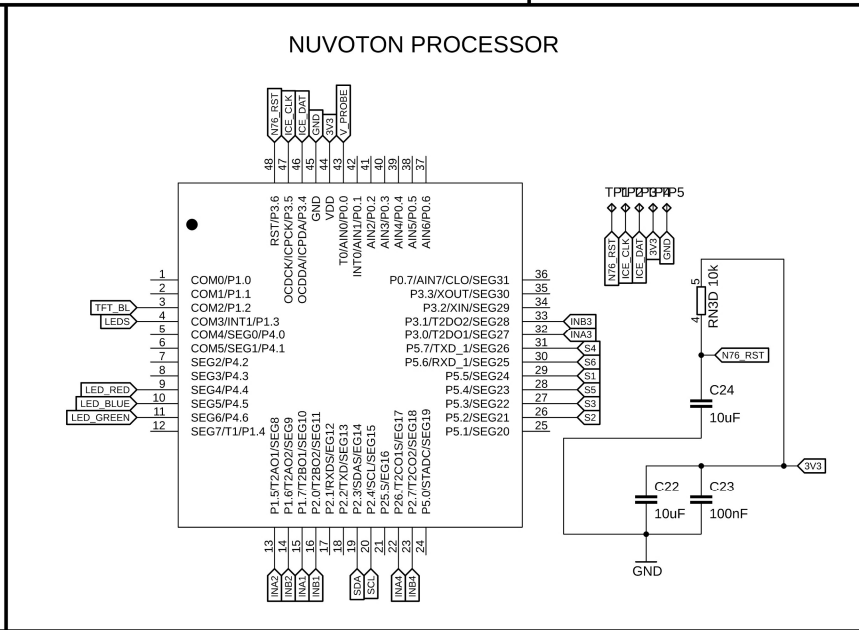 NUVOTON PROCESSOR
N76_RST
ICE_CLK
ICE_DAT
GND
3V3
V_PROBE
48
47
46
45
44
43
42
41
40
39
38
37
RST/P3.6
OCDCK/ICPCK/P3.5
OCDDA/ICPDA/P3.4
GND
VDD
T0/AIN0/P0.0
INT0/AIN1/P0.1
AIN2/P0.2
AIN3/P0.3
AIN4/P0.4
AIN5/P0.5
AIN6/P0.6
1 COM0/P1.0
2 COM1/P1.1
TFT_BL 3 COM2/P1.2
LEDS 4 COM3/INT1/P1.3
5 COM4/SEG0/P4.0
6 COM5/SEG1/P4.1
7 SEG2/P4.2
8 SEG3/P4.3
LED_RED 9 SEG4/P4.4
LED_BLUE 10 SEG5/P4.5
LED_GREEN 11 SEG6/P4.6
12 SEG7/T1/P1.4
P0.7/AIN7/CLO/SEG31 36
P3.3/XOUT/SEG30 35
P3.2/XIN/SEG29 34
P3.1/T2DO2/SEG28 33 INB3
P3.0/T2DO1/SEG27 32 INA3
P5.7/TXD_1/SEG26 31 S4
P5.6/RXD_1/SEG25 30 S6
P5.5/SEG24 29 S1
P5.4/SEG23 28 S5
P5.3/SEG22 27 S3
P5.2/SEG21 26 S2
P5.1/SEG20 25
P1.5/T2AO1/SEG8
P1.6/T2AO2/SEG9
P1.7/T2BO1/SEG10
P2.0/T2BO2/SEG11
P2.1/RXDS/EG12
P2.2/TXD/SEG13
P2.3/SDAS/EG14
P2.4/SCL/SEG15
P25.S/EG16
P26./T2CO1S/EG17
P2.7/T2CO2/SEG18
P5.0/STADC/SEG19
13
14
15
16
17
18
19
20
21
22
23
24
INA2
INB2
INA1
INB1
SDA
SCL
INA4
INB4
TP1
TP2
TP3
TP4
TP5
N76_RST
ICE_CLK
ICE_DAT
3V3
GND
5
RN3D 10k
4
N76_RST
C24
10uF
3V3
C22
10uF
C23
100nF
GND